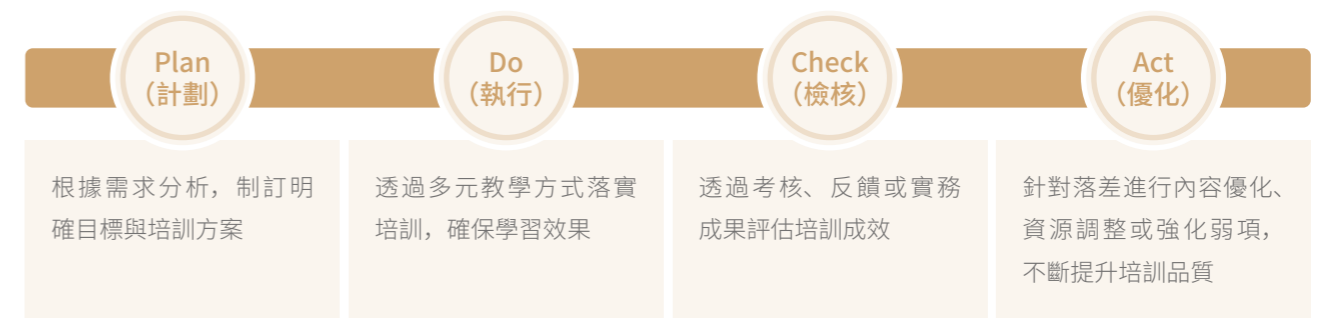 Plan
（計劃）
根據需求分析，制訂明
確目標與培訓方案
Do
（執行）
透過多元教學方式落實
培訓，確保學習效果
Check
（檢核）
透過考核、反饋或實務
成果評估培訓成效
Act
（優化）
針對落差進行內容優化、
資源調整或強化弱項，
不斷提升培訓品質